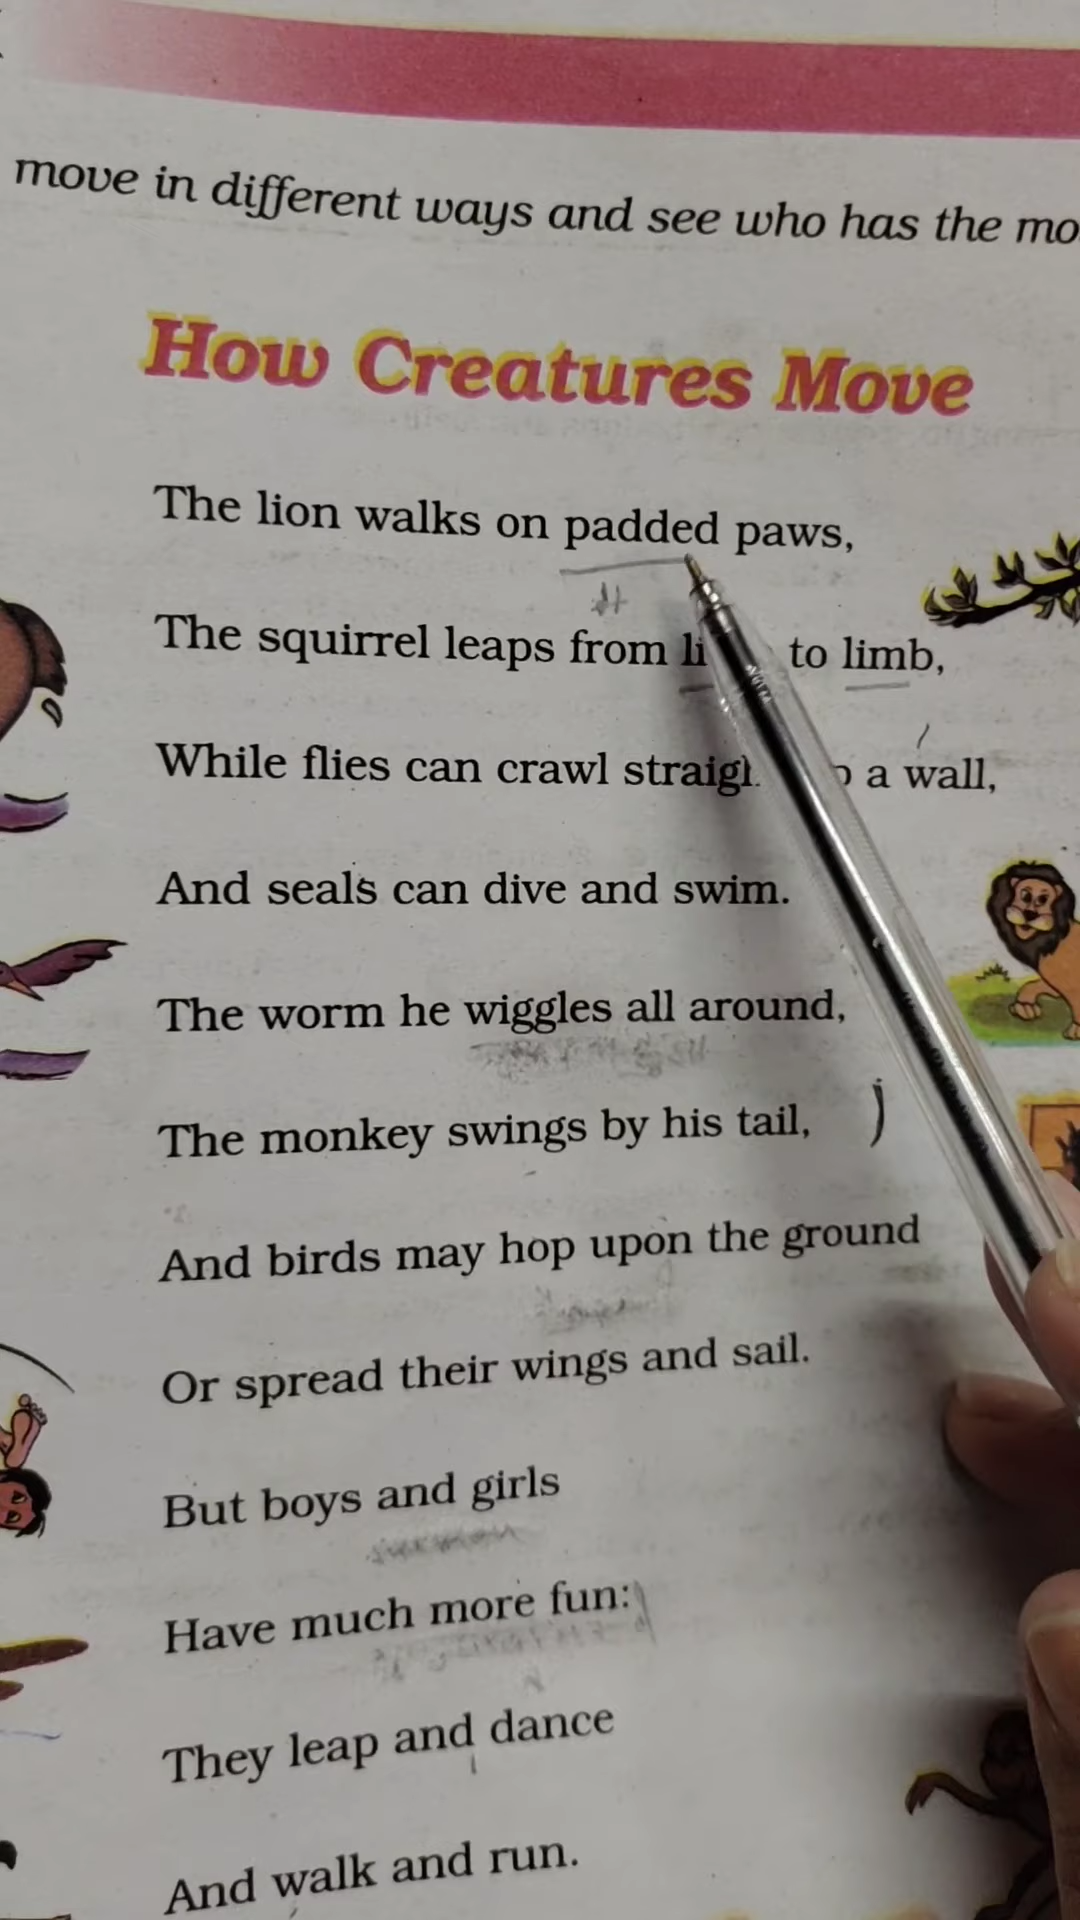 move in different ways and see who has the
How Creatures Move
The lion walks on padded paws,
The squirrel leaps from to limb,
While flies can crawl a wall,
And seals can dive and swim.
The worm he wiggles all around,
The monkey swings by his tail,
And birds may hop upon the ground
Or spread their wings and sail.
But boys and girls
Have much more fun:
They leap and dance
And walk and run.